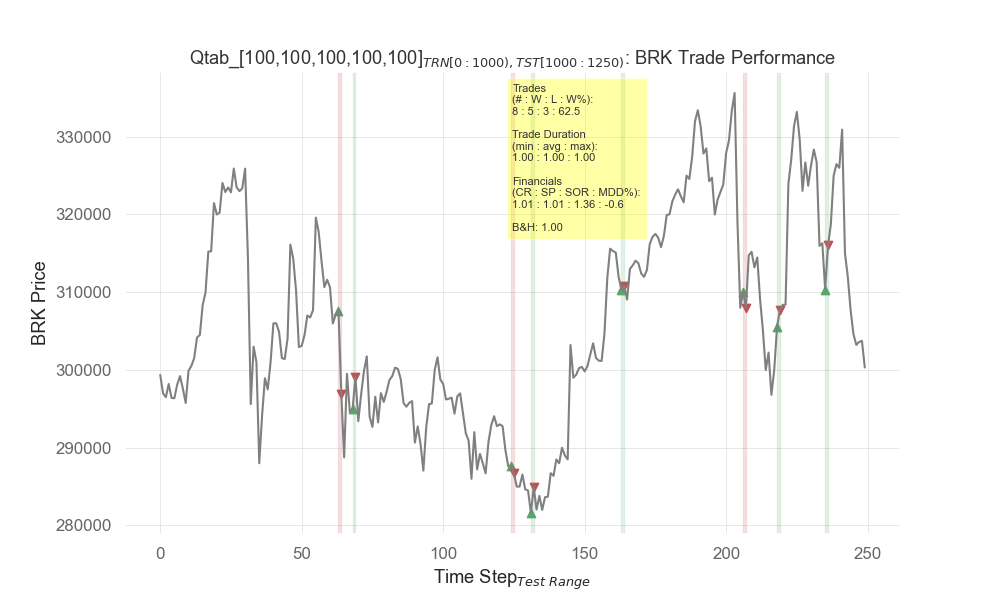 Qtab_[100,100,100,100,100]TRN[0 : 1000), TST[1000 : 1250): BRK Trade Performance
Trades
(# : W : L : W%):
8 : 5 : 3 : 62.5
Trade Duration
(min : avg : max):
1.00 : 1.00 : 1.00
Financials
(CR : SP : SOR : MDD%):
1.01 : 1.01 : 1.36 : -0.6
B&H: 1.00
BRK Price
330000
320000
310000
300000
290000
280000
0 50 100 150 200 250
Time StepTest Range